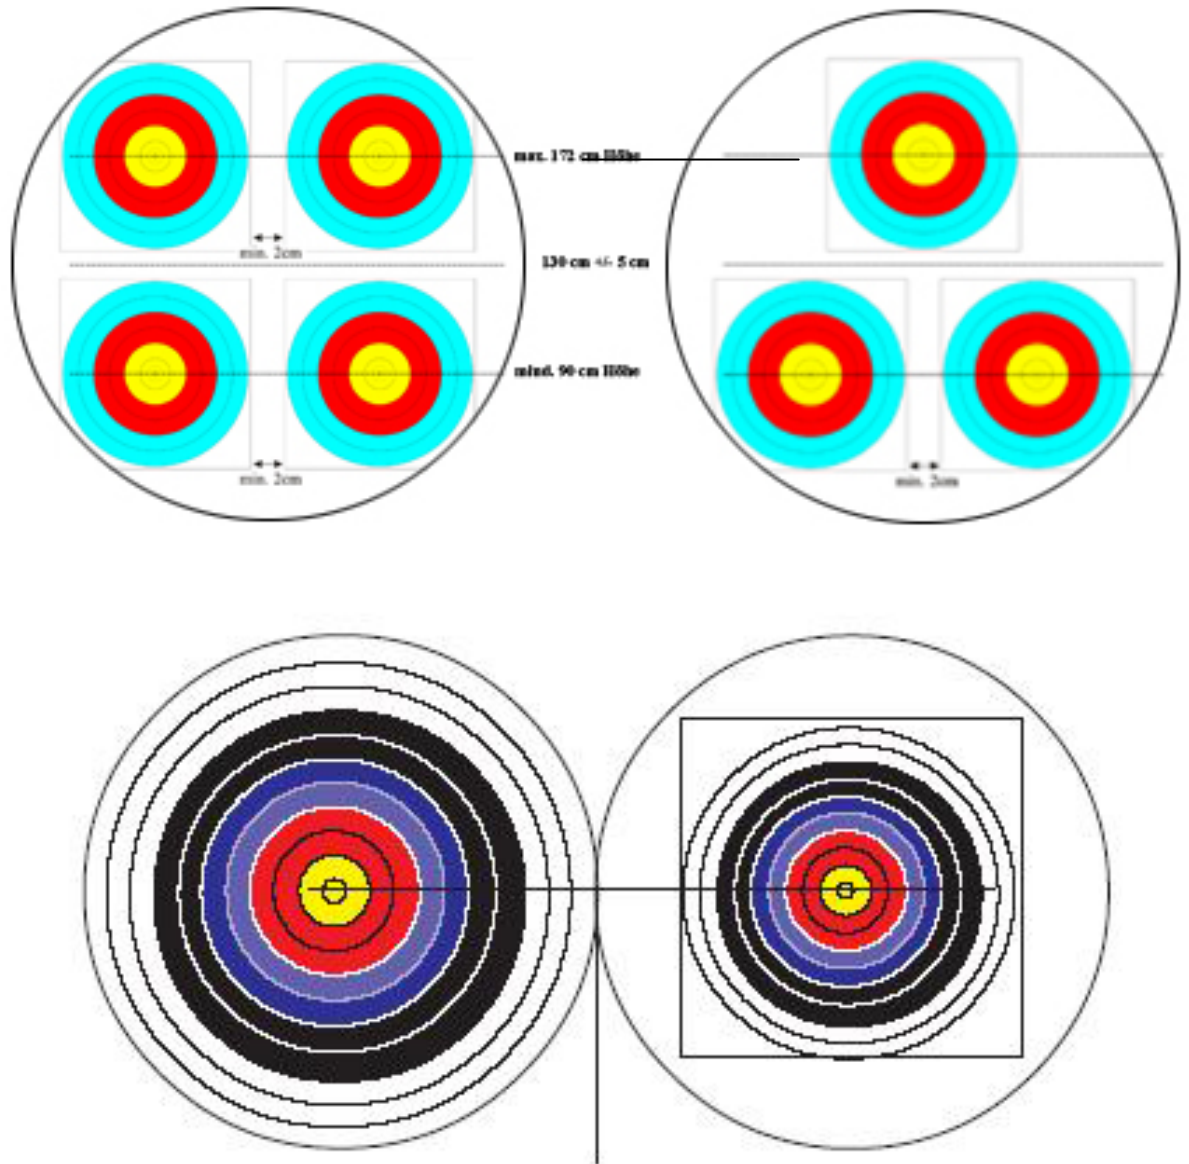 max. 172 cm Höhe
min. 2cm
130 cm +/- 5 cm
mind. 90 cm Höhe
min. 2cm
min. 2cm